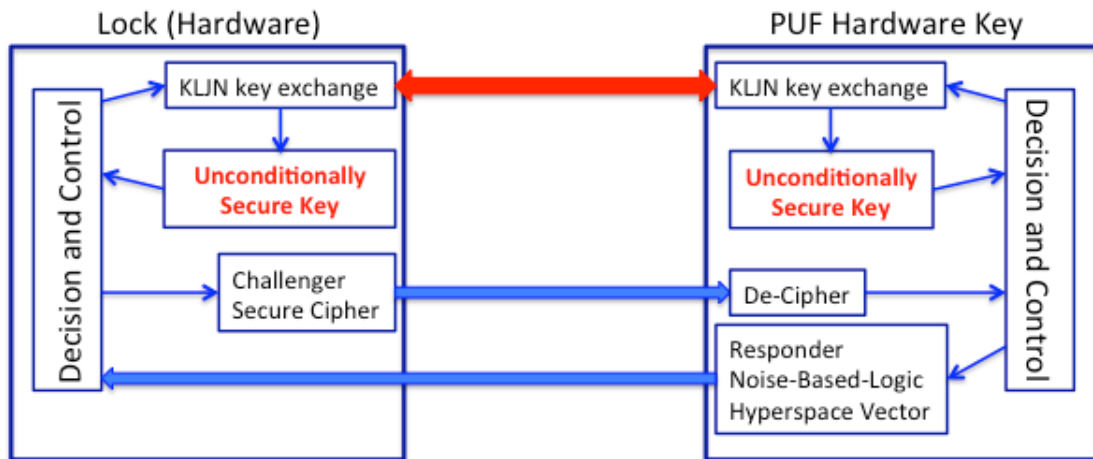 Lock (Hardware)
PUF Hardware Key
Decision and Control
KLJN key exchange
Unconditionally
Secure Key
Challenger
Secure Cipher
KLJN key exchange
Unconditionally
Secure Key
De-Cipher
Responder
Noise-Based-Logic
Hyperspace Vector
Decision and Control